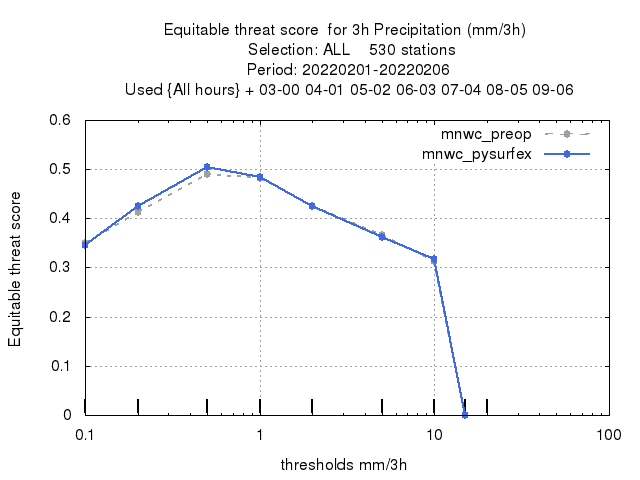 Equitable threat score  for 3h Precipitation (mm/3h)
Selection: ALL    530 stations
Period: 20220201-20220206
Used {All hours} + 03-00 04-01 05-02 06-03 07-04 08-05 09-06
mnwc_preop
mnwc_pysurfex
Equitable threat score
0.6
0.5
0.4
0.3
0.2
0.1
0
0.1 1 10 100
thresholds mm/3h